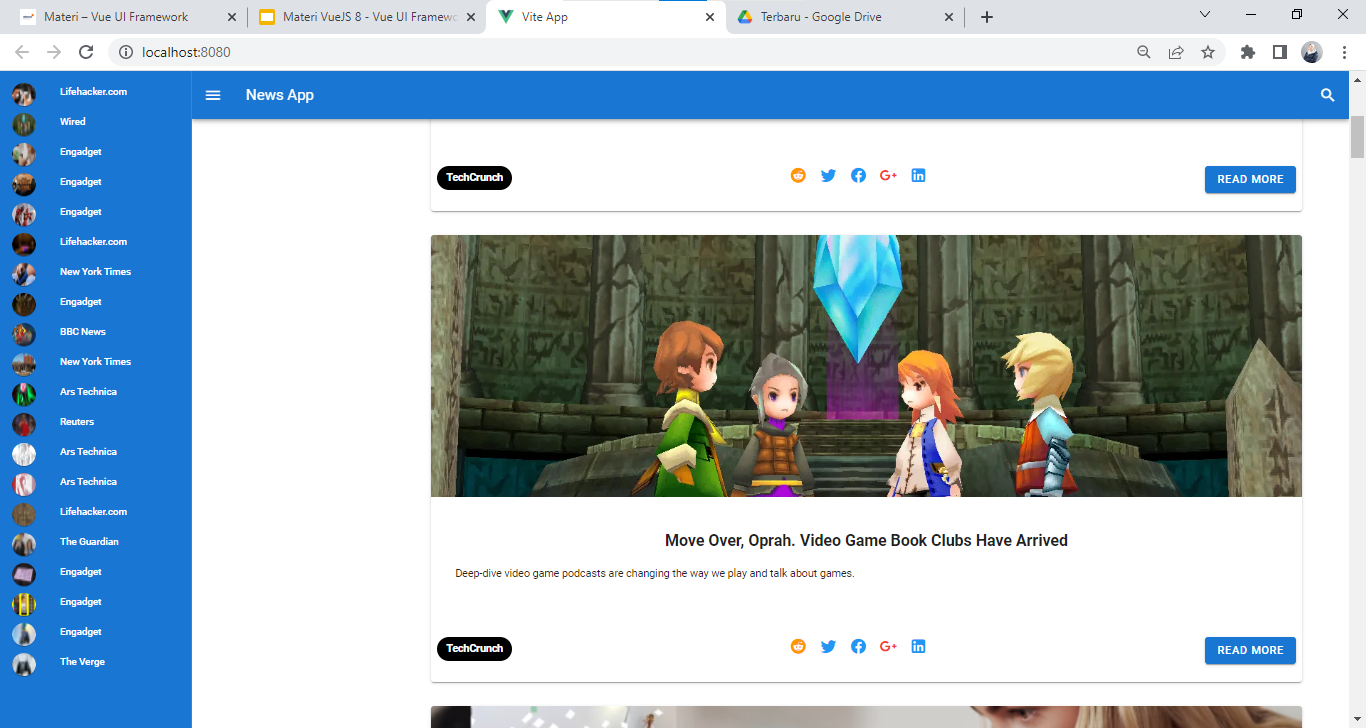 Materi – Vue UI Framework
Materi VueJS 8 - Vue UI Framewo
Vite App
Terbaru - Google Drive
localhost:8080
Lifehacker.com
Wired
Engadget
Engadget
Engadget
Lifehacker.com
New York Times
Engadget
BBC News
New York Times
Ars Technica
Reuters
Ars Technica
Ars Technica
Lifehacker.com
The Guardian
Engadget
Engadget
Engadget
The Verge
News App
TechCrunch
G+
in
READ MORE
Move Over, Oprah. Video Game Book Clubs Have Arrived
Deep-dive video game podcasts are changing the way we play and talk about games.
TechCrunch
G+
in
READ MORE